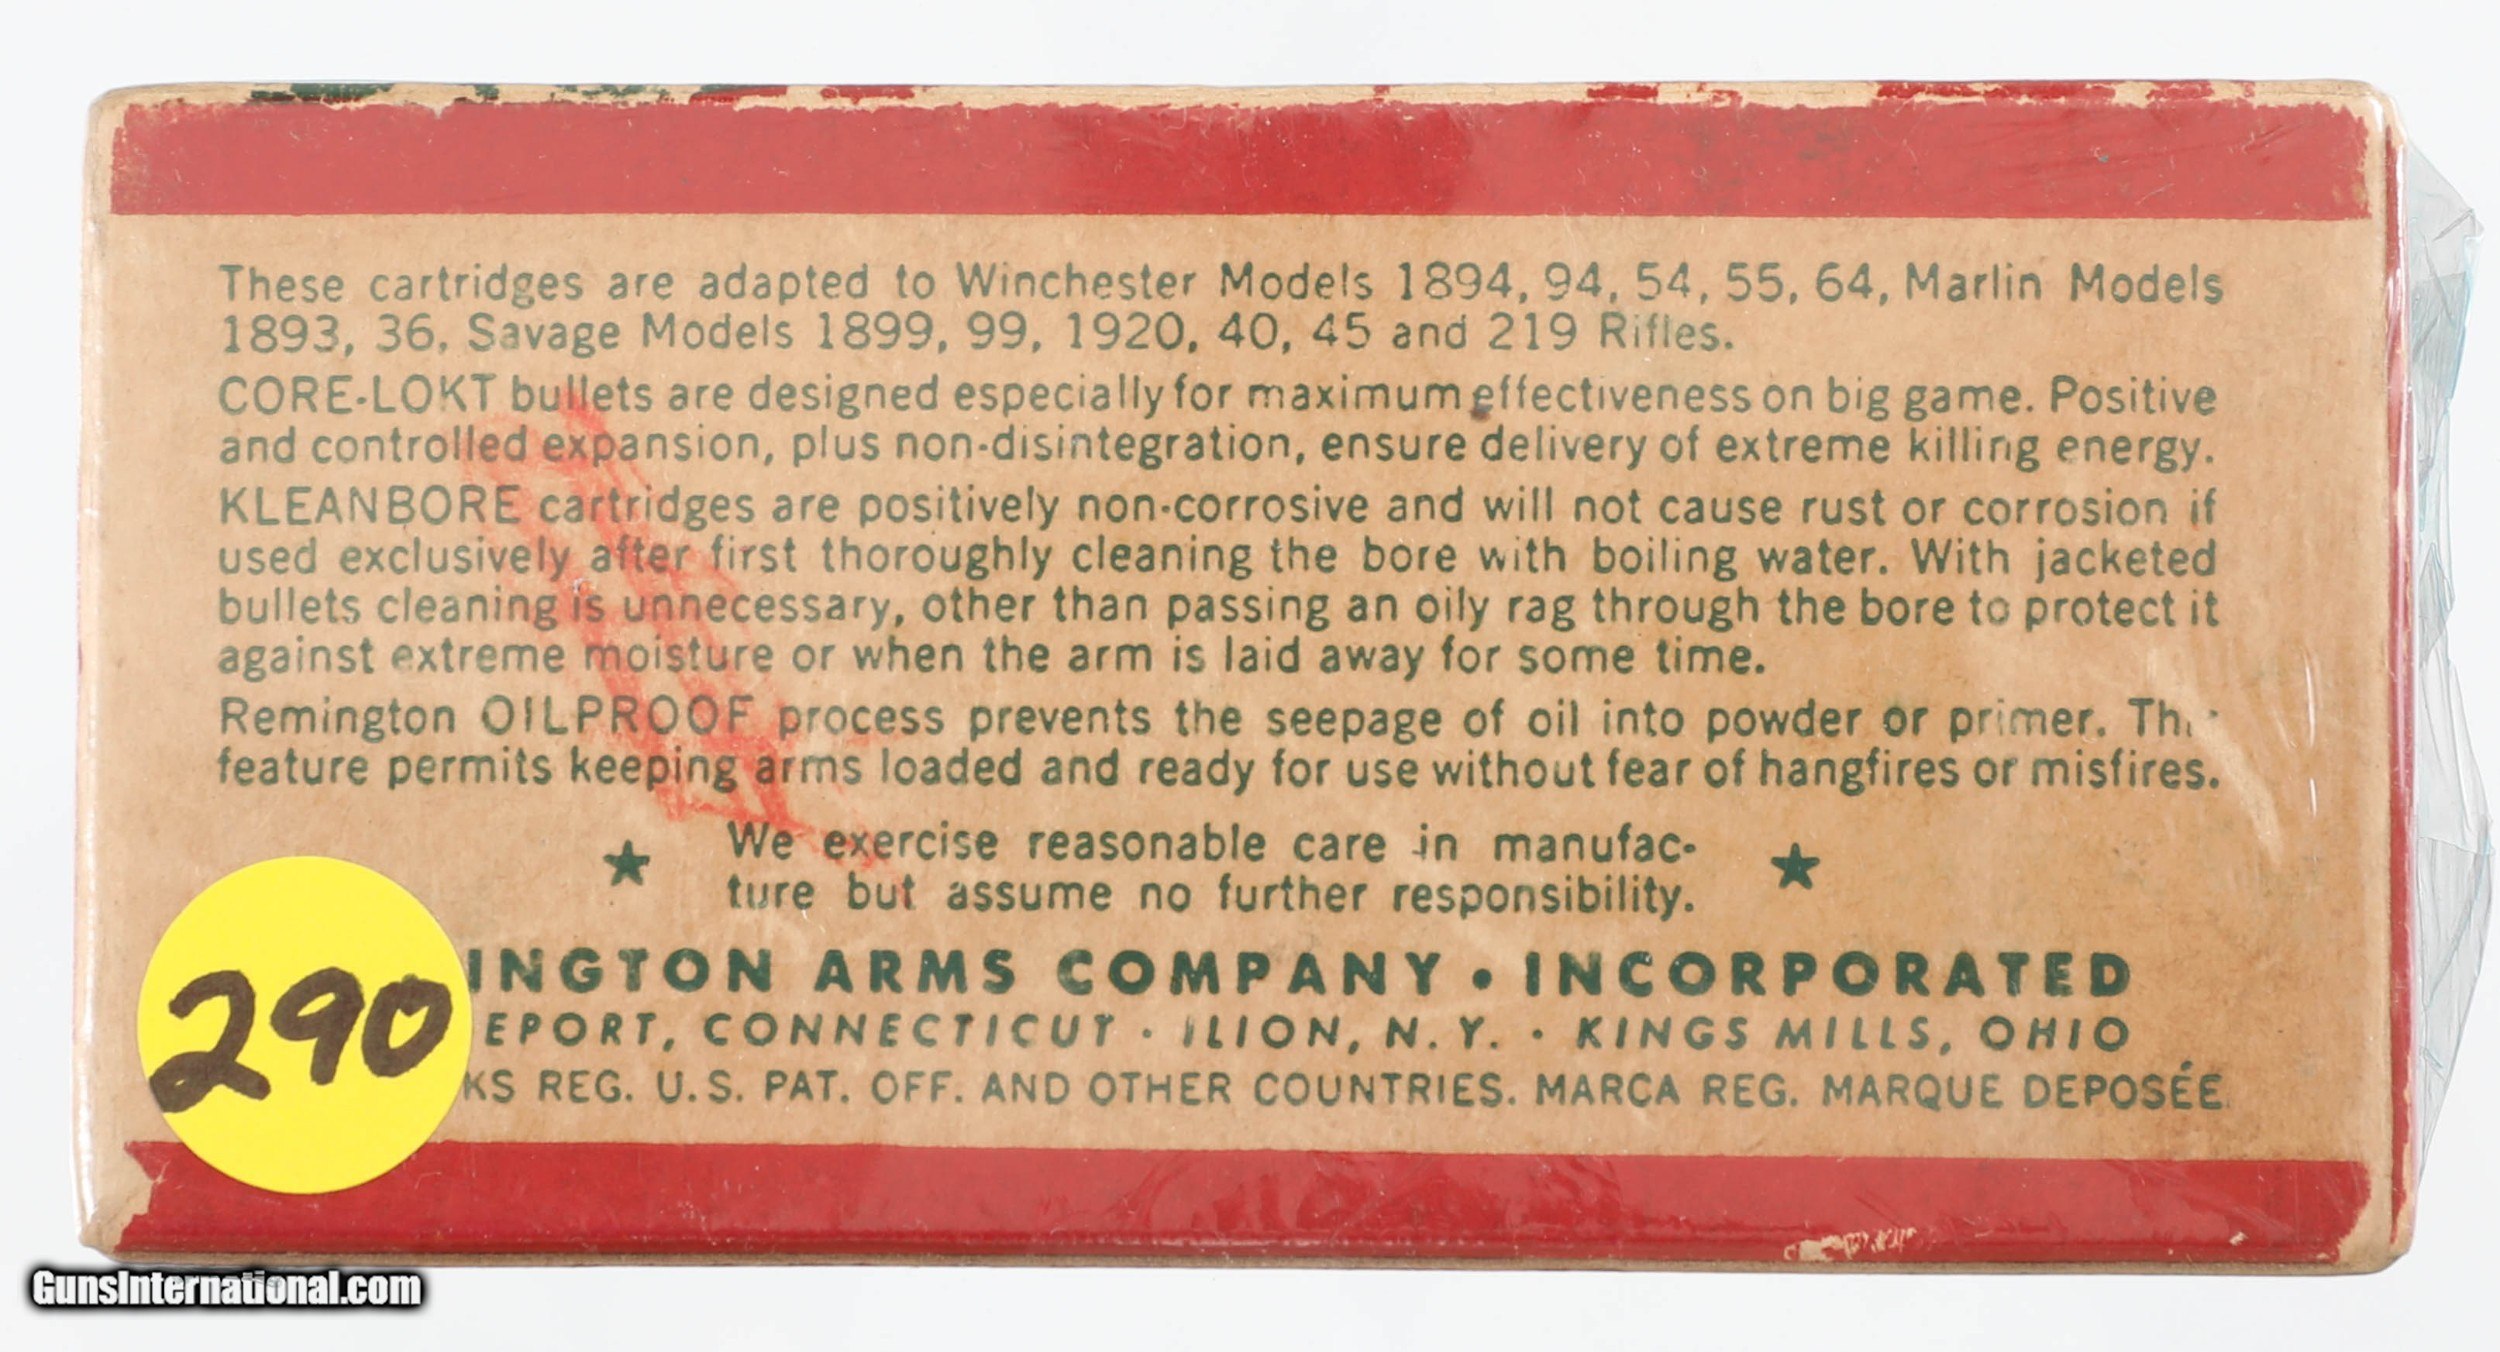 These cartridges are adapted to Winchester Models 1894, 94, 54, 55, 64, Marlin Models
1893, 36, Savage Models 1899, 99, 1920, 40, 45 and 219 Rifles.
CORE-LOKT bullets are designed especially for maximum effectiveness on big game. Positive
and controlled expansion, plus non-disintegration, ensure delivery of extreme killing energy.
KLEANBORE cartridges are positively non-corrosive and will not cause rust or corrosion if
used exclusively after first thoroughly cleaning the bore with boiling water. With jacketed
bullets cleaning is unnecessary, other than passing an oily rag through the bore to protect it
against extreme moisture or when the arm is laid away for some time.
Remington OILPROOF process prevents the seepage of oil into powder or primer.
feature permits keeping arms loaded and ready for use without fear of hangfires or misfires.
★ We exercise reasonable care in manufac- ★
ture but assume no further responsibility.
INGTON ARMS COMPANY • INCORPORATED
EPORT, CONNECTICUT · ILION, N. Y. · KINGS MILLS, OHIO
KS REG. U.S. PAT. OFF. AND OTHER COUNTRIES. MARCA REG. MARQUE DEPOSÉE
290
GunsInternational.com